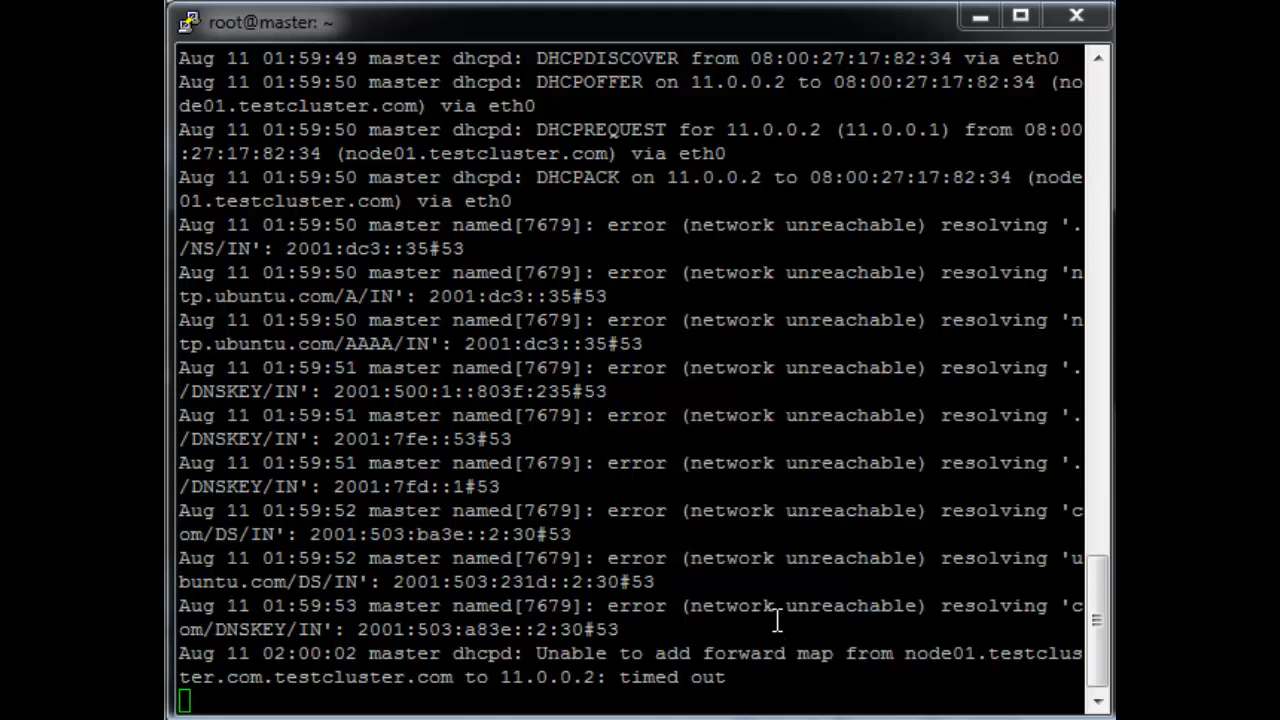 root@master: ~
Aug 11 01:59:49 master dhcpd: DHCPDISCOVER from 08:00:27:17:82:34 via eth0
Aug 11 01:59:50 master dhcpd: DHCPOFFER on 11.0.0.2 to 08:00:27:17:82:34 (no
de01.testcluster.com) via eth0
Aug 11 01:59:50 master dhcpd: DHCPREQUEST for 11.0.0.2 (11.0.0.1) from 08:00
:27:17:82:34 (node01.testcluster.com) via eth0
Aug 11 01:59:50 master dhcpd: DHCPACK on 11.0.0.2 to 08:00:27:17:82:34 (node
01.testcluster.com) via eth0
Aug 11 01:59:50 master named[7679]: error (network unreachable) resolving '.
/NS/IN': 2001:dc3::35#53
Aug 11 01:59:50 master named[7679]: error (network unreachable) resolving 'n
tp.ubuntu.com/A/IN': 2001:dc3::35#53
Aug 11 01:59:50 master named[7679]: error (network unreachable) resolving 'n
tp.ubuntu.com/AAAA/IN': 2001:dc3::35#53
Aug 11 01:59:51 master named[7679]: error (network unreachable) resolving '.
/DNSKEY/IN': 2001:500:1::803f:235#53
Aug 11 01:59:51 master named[7679]: error (network unreachable) resolving '.
/DNSKEY/IN': 2001:7fe::53#53
Aug 11 01:59:51 master named[7679]: error (network unreachable) resolving '.
/DNSKEY/IN': 2001:7fd::1#53
Aug 11 01:59:52 master named[7679]: error (network unreachable) resolving 'c
om/DS/IN': 2001:503:ba3e::2:30#53
Aug 11 01:59:52 master named[7679]: error (network unreachable) resolving 'u
buntu.com/DS/IN': 2001:503:231d::2:30#53
Aug 11 01:59:53 master named[7679]: error (network unreachable) resolving 'c
om/DNSKEY/IN': 2001:503:a83e::2:30#53
Aug 11 02:00:02 master dhcpd: Unable to add forward map from node01.testclus
ter.com.testcluster.com to 11.0.0.2: timed out